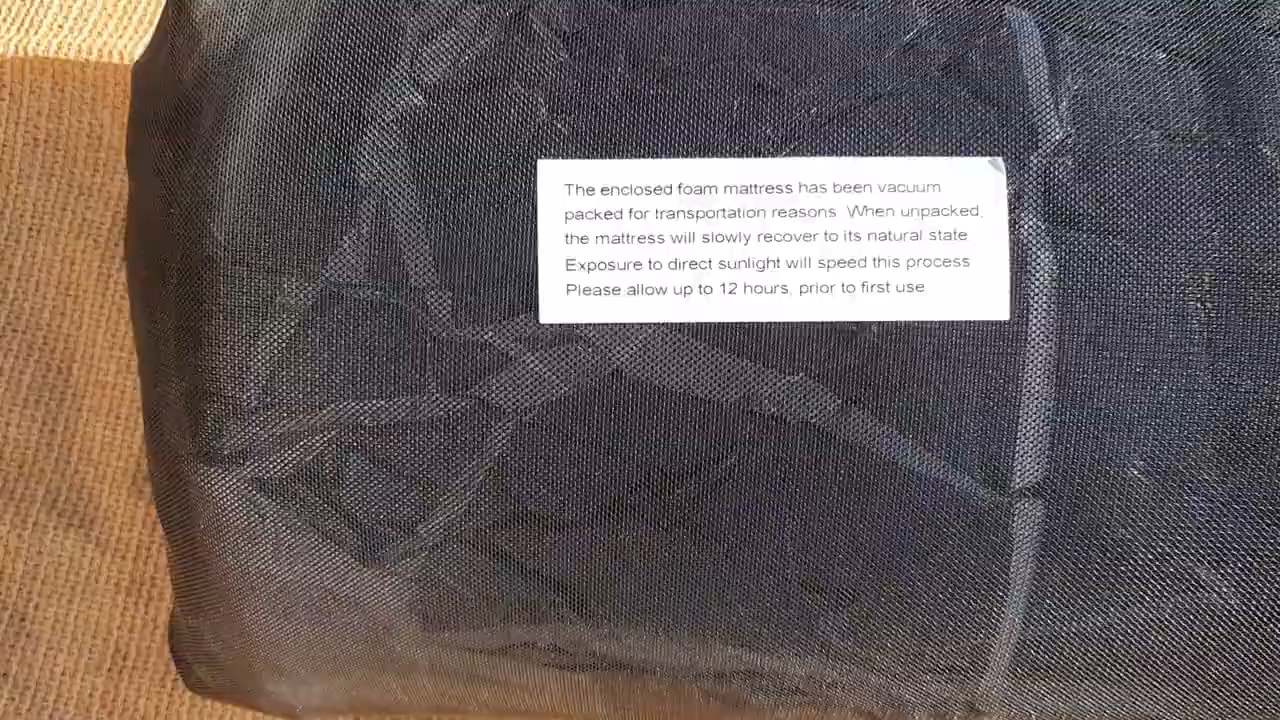 The enclosed foam mattress has been vacuum
packed for transportation reasons. When unpacked,
the mattress will slowly recover to its natural state.
Exposure to direct sunlight will speed this process.
Please allow up to 12 hours, prior to first use.